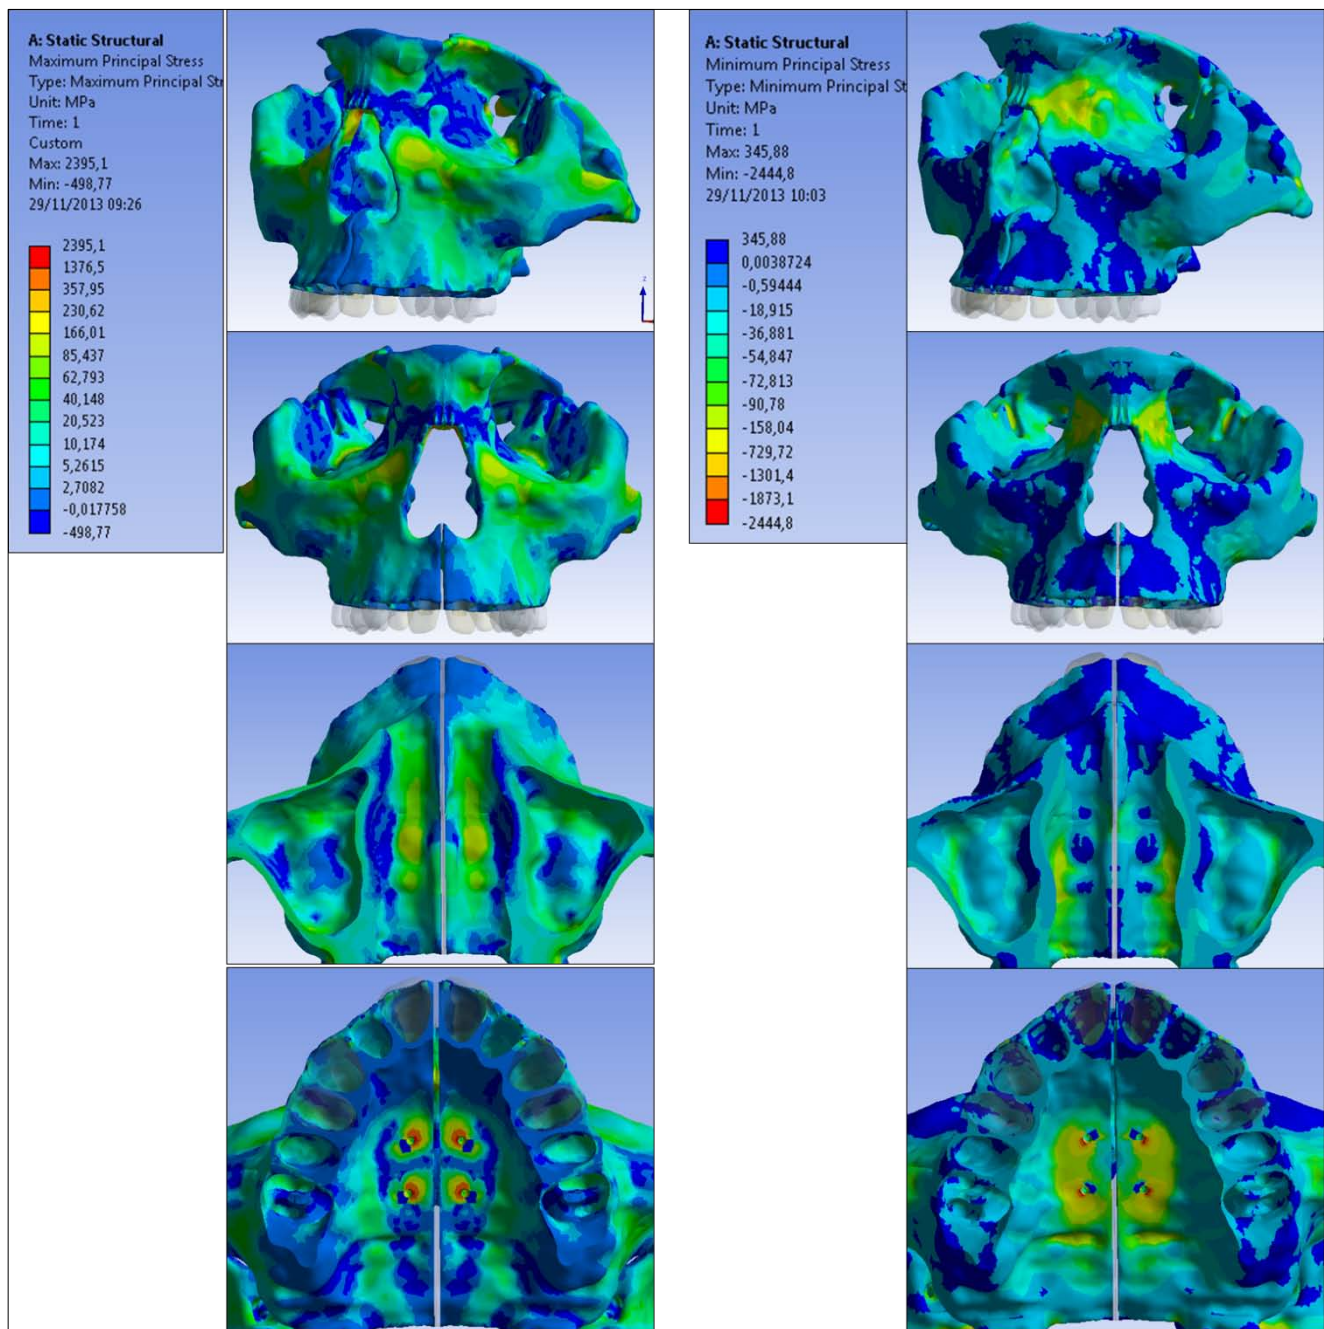 A: Static Structural
Maximum Principal Stress
Type: Maximum Principal St
Unit: MPa
Time: 1
Custom
Max: 2395,1
Min: -498,77
29/11/2013 09:26
2395,1
1376,5
357,95
230,62
166,01
85,437
62,793
40,148
20,523
10,174
5,2615
2,7082
-0,017758
-498,77
z
A: Static Structural
Minimum Principal Stress
Type: Minimum Principal St
Unit: MPa
Time: 1
Max: 345,88
Min: -2444,8
29/11/2013 10:03
345,88
0,0038724
-0,59444
-18,915
-36,881
-54,847
-72,813
-90,78
-158,04
-729,72
-1301,4
-1873,1
-2444,8